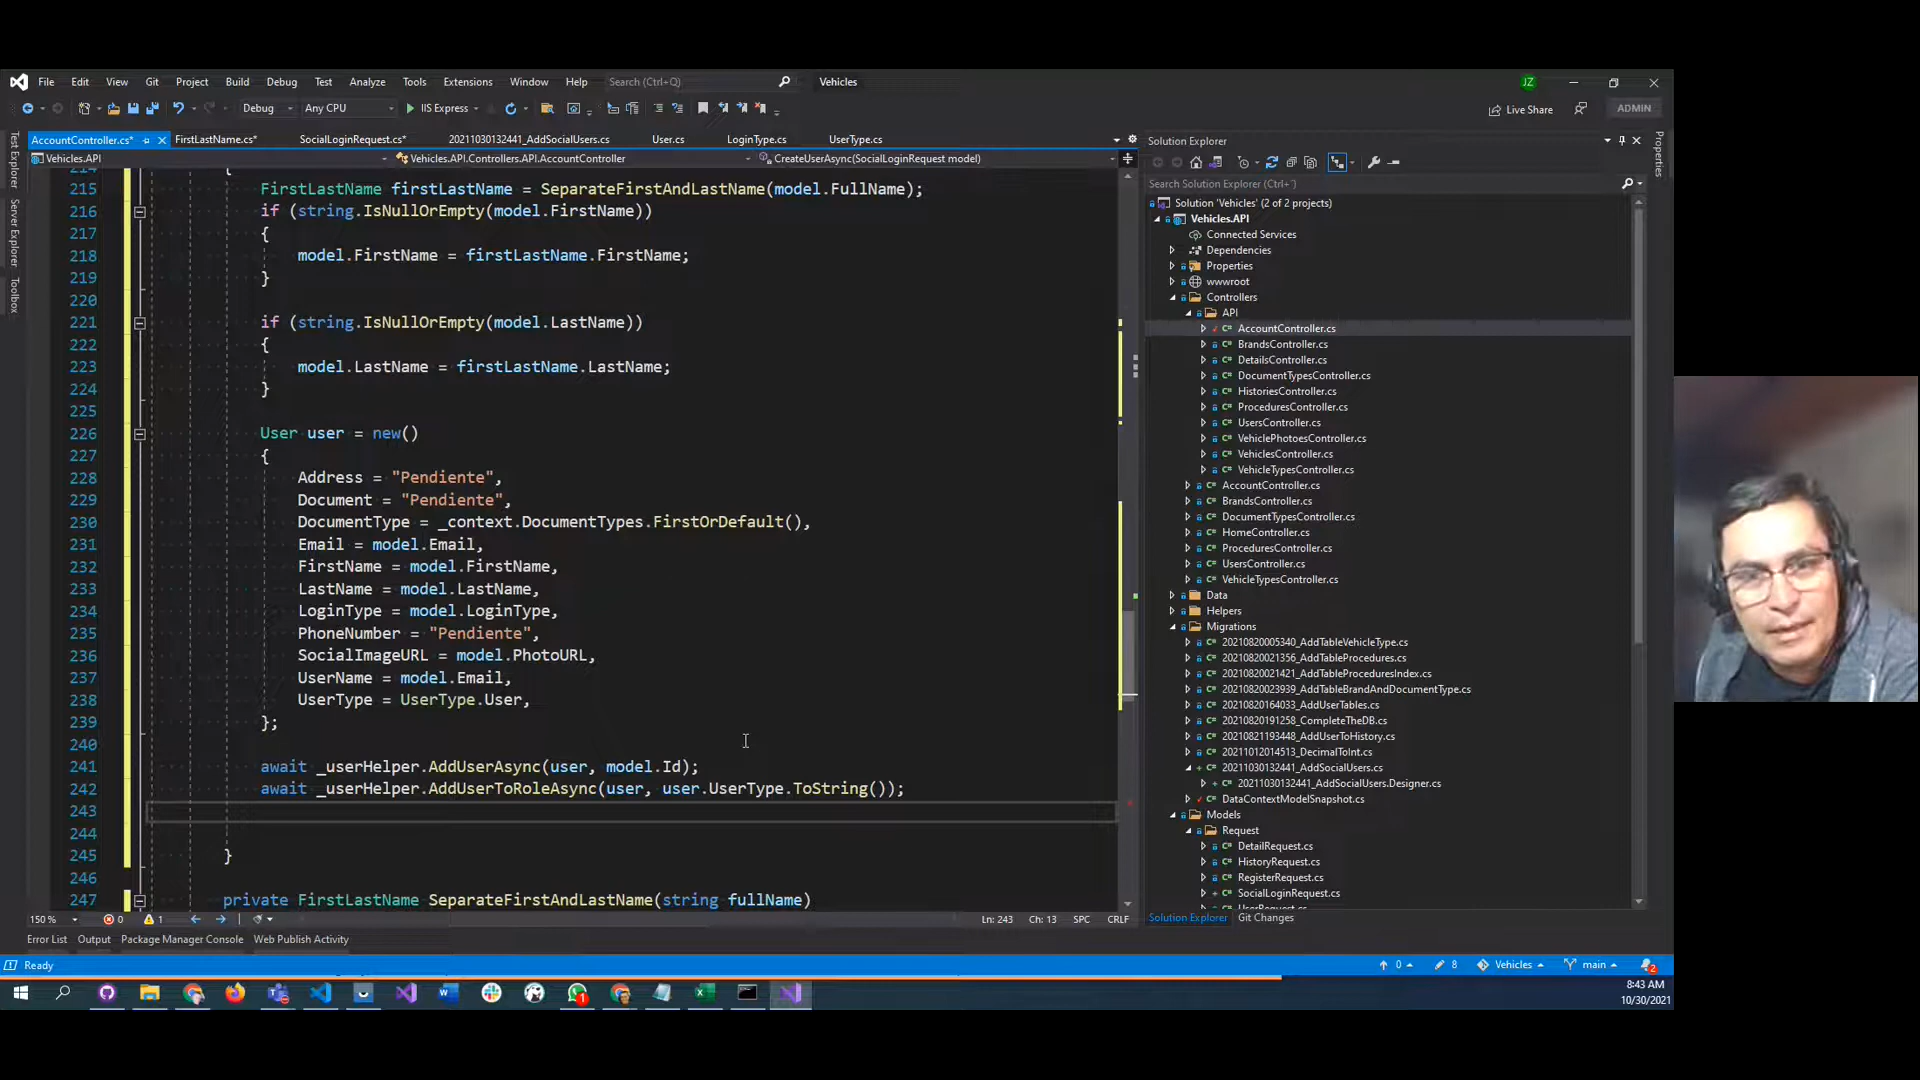 File Edit View Git Project Build Debug Test Analyze Tools Extensions Window Help Search (Ctrl+Q) Vehicles JZ
Debug Any CPU IIS Express Live Share ADMIN
AccountController.cs* FirstLastName.cs* SocialLoginRequest.cs* 20211030132441_AddSocialUsers.cs User.cs LoginType.cs UserType.cs
Vehicles.API Vehicles.API.Controllers.API.AccountController CreateUserAsync(SocialLoginRequest model)
Test Explorer
Server Explorer
Toolbox
214 {
215 FirstLastName firstLastName = SeparateFirstAndLastName(model.FullName);
216 if (string.IsNullOrEmpty(model.FirstName))
217 {
218 model.FirstName = firstLastName.FirstName;
219 }
220
221 if (string.IsNullOrEmpty(model.LastName))
222 {
223 model.LastName = firstLastName.LastName;
224 }
225
226 User user = new()
227 {
228 Address = "Pendiente",
229 Document = "Pendiente",
230 DocumentType = _context.DocumentTypes.FirstOrDefault(),
231 Email = model.Email,
232 FirstName = model.FirstName,
233 LastName = model.LastName,
234 LoginType = model.LoginType,
235 PhoneNumber = "Pendiente",
236 SocialImageURL = model.PhotoURL,
237 UserName = model.Email,
238 UserType = UserType.User,
239 };
240
241 await _userHelper.AddUserAsync(user, model.Id);
242 await _userHelper.AddUserToRoleAsync(user, user.UserType.ToString());
243
244
245 }
246
247 private FirstLastName SeparateFirstAndLastName(string fullName)
150 % 0 1 Ln: 243 Ch: 13 SPC CRLF
Error List Output Package Manager Console Web Publish Activity
Solution Explorer
Properties
Search Solution Explorer (Ctrl+')
Solution 'Vehicles' (2 of 2 projects)
Vehicles.API
Connected Services
Dependencies
Properties
wwwroot
Controllers
API
AccountController.cs
BrandsController.cs
DetailsController.cs
DocumentTypesController.cs
HistoriesController.cs
ProceduresController.cs
UsersController.cs
VehiclePhotoesController.cs
VehiclesController.cs
VehicleTypesController.cs
AccountController.cs
BrandsController.cs
DocumentTypesController.cs
HomeController.cs
ProceduresController.cs
UsersController.cs
VehicleTypesController.cs
Data
Helpers
Migrations
20210820005340_AddTableVehicleType.cs
20210820021356_AddTableProcedures.cs
20210820021421_AddTableProceduresIndex.cs
20210820023939_AddTableBrandAndDocumentType.cs
20210820164033_AddUserTables.cs
20210820191258_CompleteTheDB.cs
20210821193448_AddUserToHistory.cs
20211012014513_DecimalToInt.cs
20211030132441_AddSocialUsers.cs
20211030132441_AddSocialUsers.Designer.cs
DataContextModelSnapshot.cs
Models
Request
DetailRequest.cs
HistoryRequest.cs
RegisterRequest.cs
SocialLoginRequest.cs
UserRequest.cs
Solution Explorer Git Changes
Ready 0 8 Vehicles main 2
8:43 AM
10/30/2021